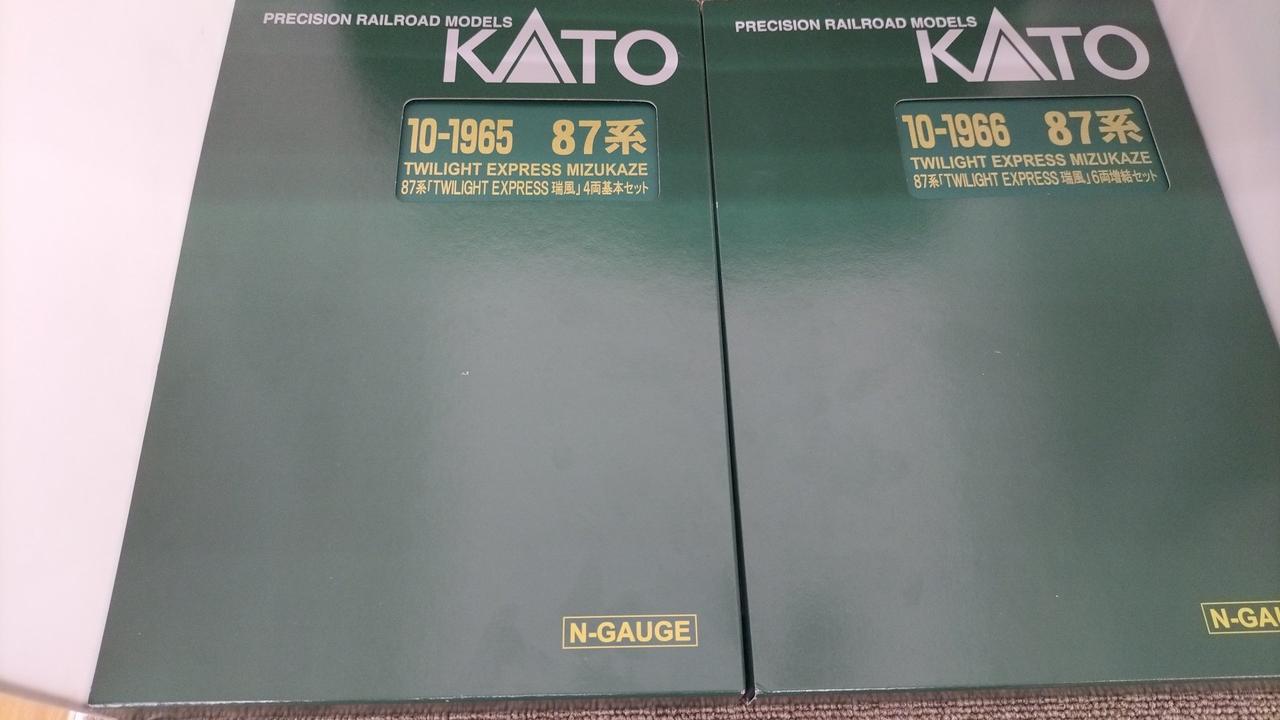 PRECISION RAILROAD MODELS
KATO
10-1965 87系
TWILIGHT EXPRESS MIZUKAZE
87系「TWILIGHT EXPRESS 瑞風」4両基本セット
N-GAUGE
PRECISION RAILROAD MODELS
KATO
10-1966 87系
TWILIGHT EXPRESS MIZUKAZE
87系「TWILIGHT EXPRESS 瑞風」6両増結セット
N-GAU